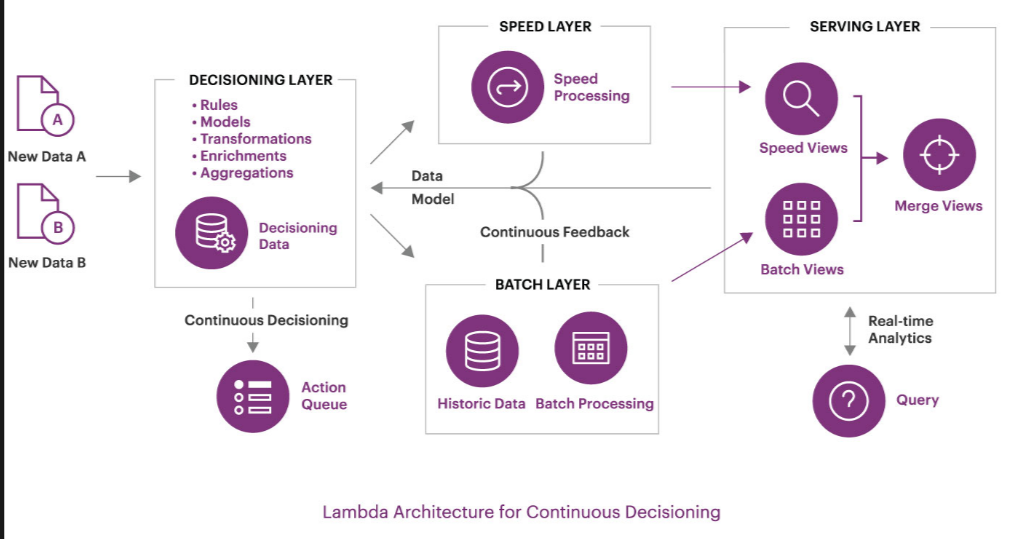 SPEED LAYER
SERVING LAYER
DECISIONING LAYER
A
New Data A
B
New Data B
• Rules
• Models
• Transformations
• Enrichments
• Aggregations
Decisioning
Data
Speed
Processing
Data
Model
Continuous Feedback
Speed Views
Batch Views
Merge Views
BATCH LAYER
Historic Data
Batch Processing
Continuous Decisioning
Action
Queue
Real-time
Analytics
?
Query
Lambda Architecture for Continuous Decisioning